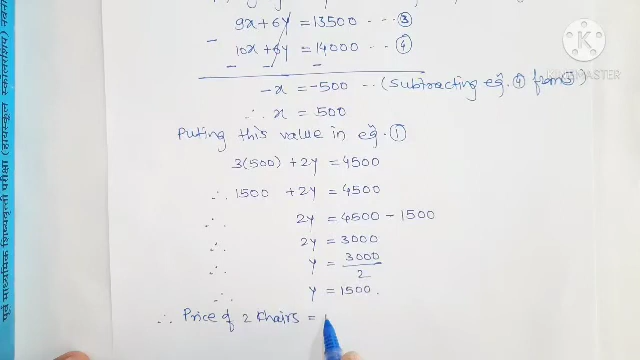 9x + 6y = 13500 --- ③
- 10x + 6y = 14000 --- ④
- - -
-x = -500 -- (Subtracting eq. ④ from ③)
∴ x = 500
Puting this value in eq. ①
3(500) + 2y = 4500
∴ 1500 + 2y = 4500
∴ 2y = 4500 - 1500
∴ 2y = 3000
∴ y = 3000/2
∴ y = 1500.
∴ Price of 2 Khairs =
KINEMASTER